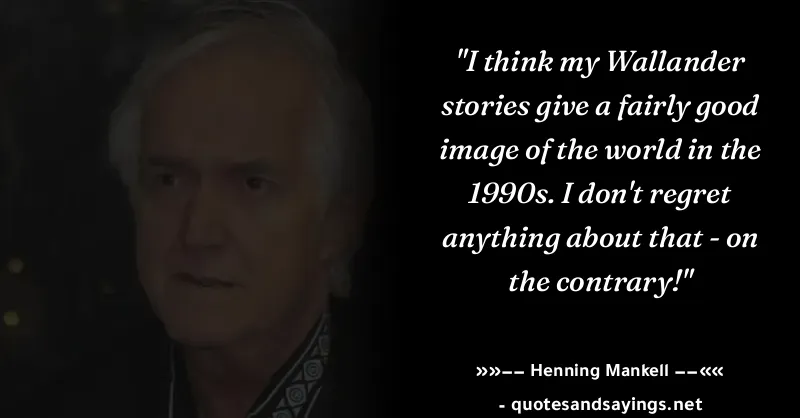 "I think my Wallander
stories give a fairly good
image of the world in the
1990s. I don't regret
anything about that - on
the contrary!"
»»–– Henning Mankell ––««
- quotesandsayings.net